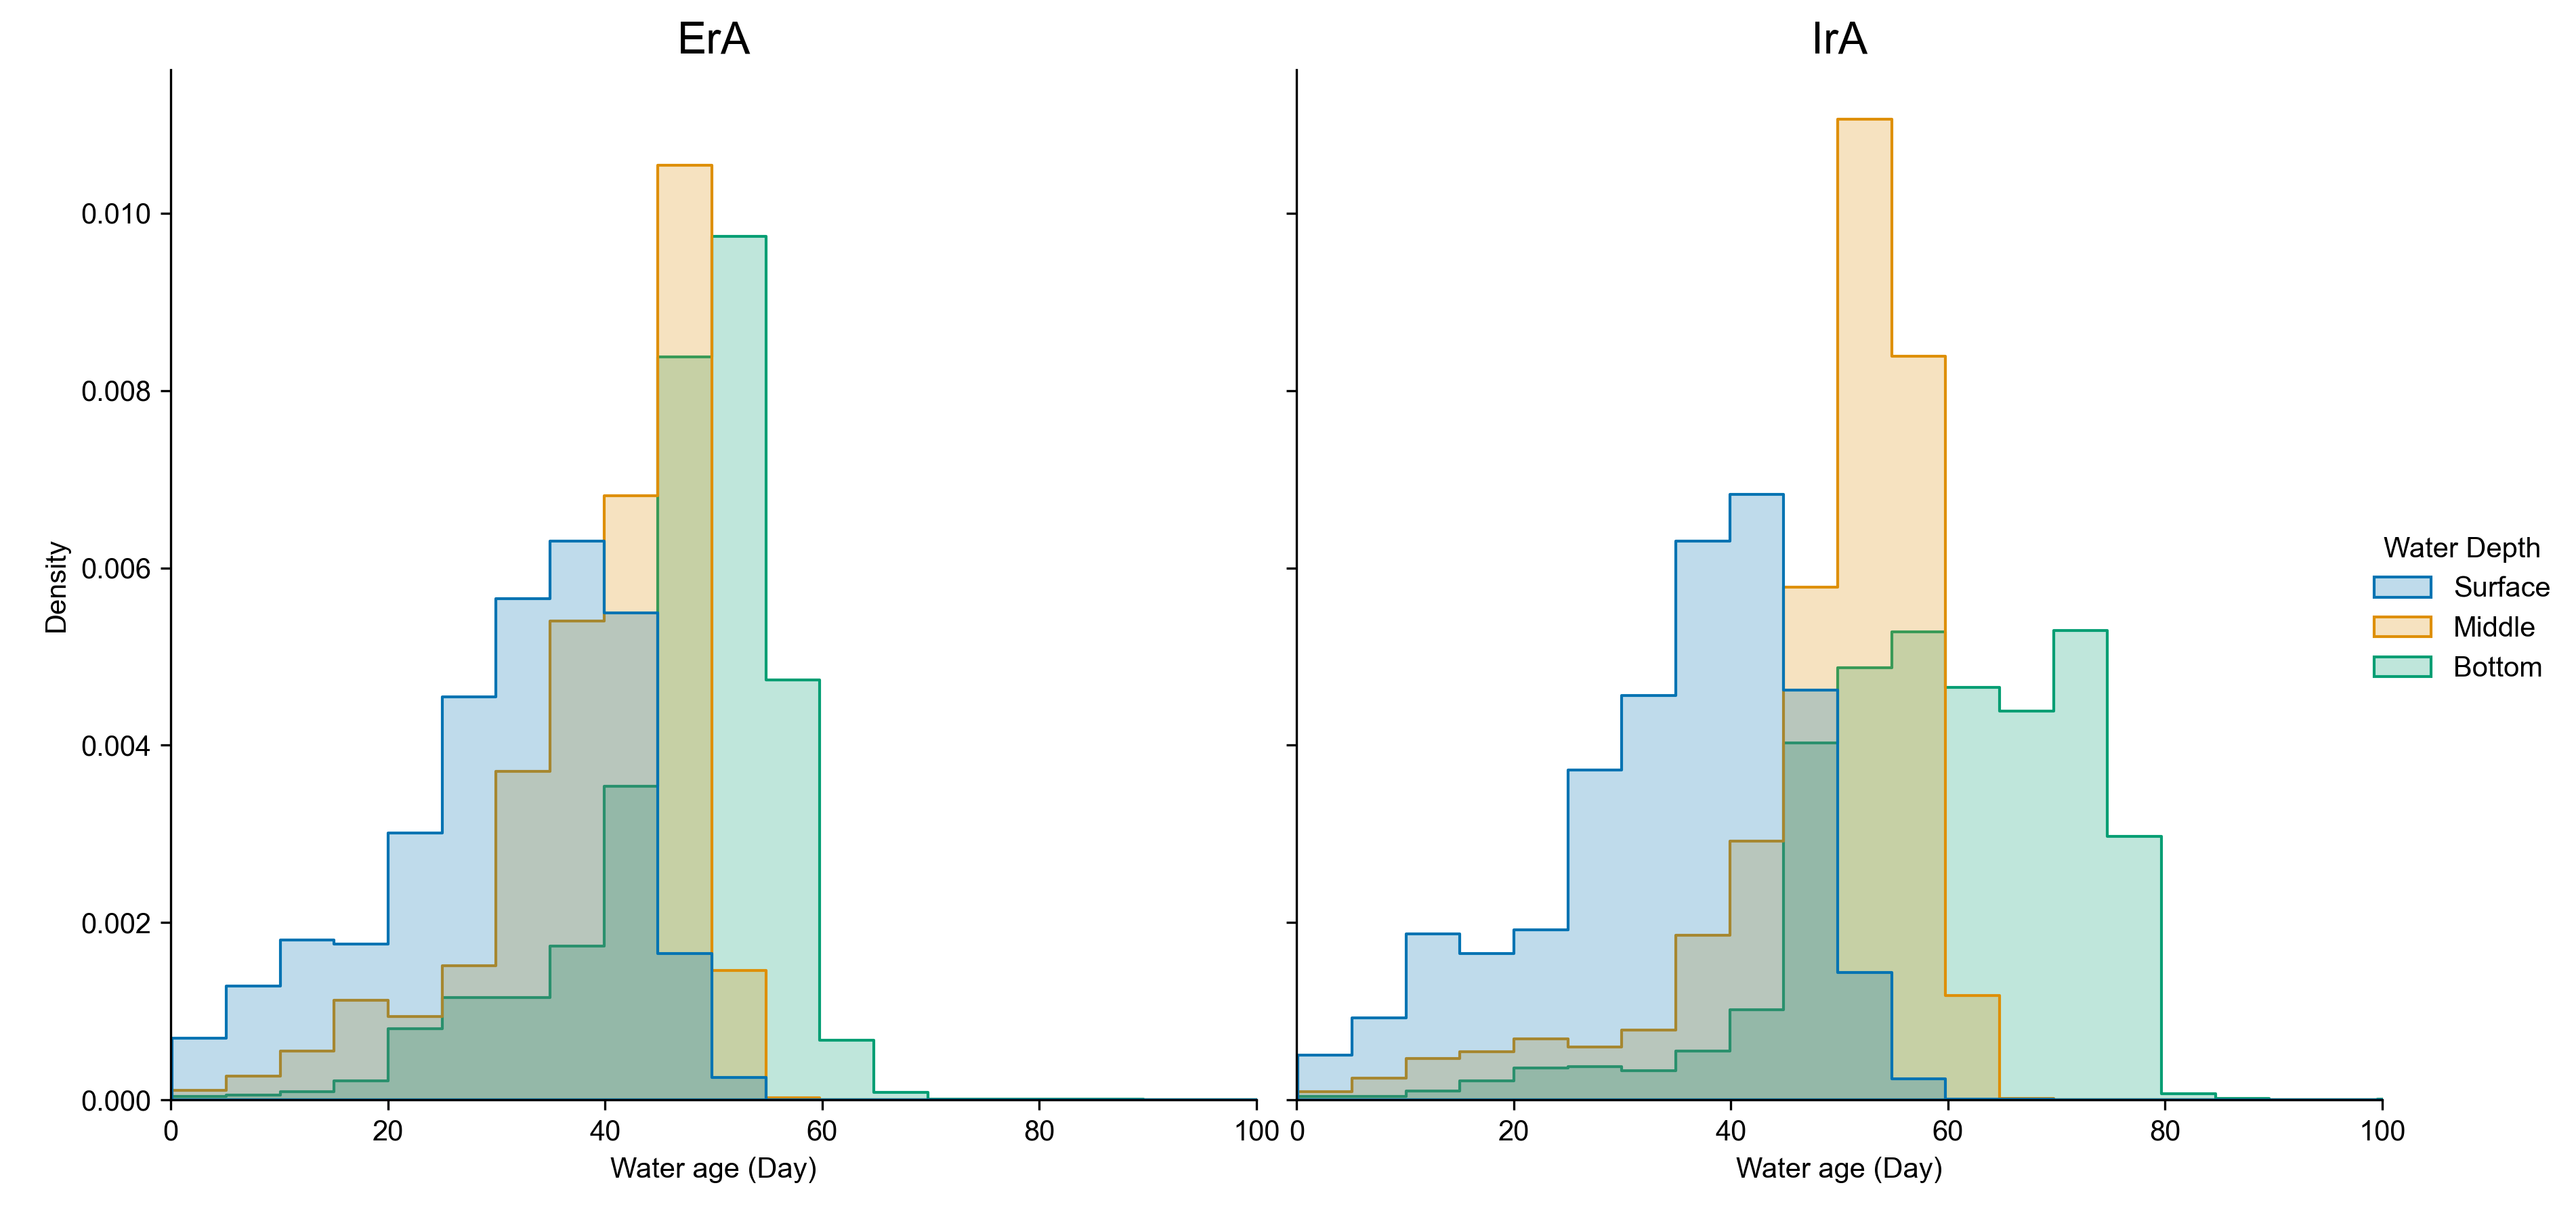 ErA
IrA
0.010
0.008
0.006
0.004
0.002
0.000
Density
0 20 40 60 80 100
Water age (Day)
0 20 40 60 80 100
Water age (Day)
Water Depth
Surface
Middle
Bottom